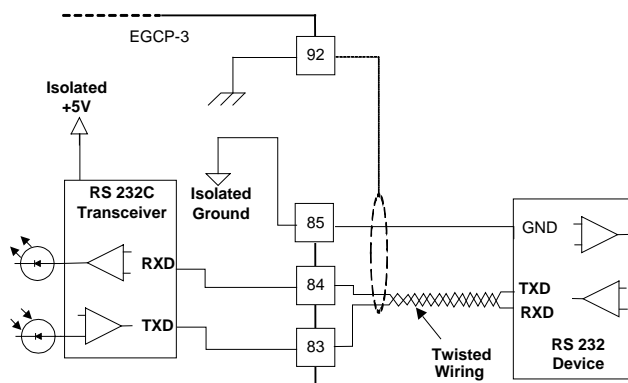 EGCP-3
92
Isolated
+5V
RS 232C
Transceiver
Isolated
Ground
85
GND
RXD
84
TXD
RXD
TXD
83
Twisted
Wiring
RS 232
Device